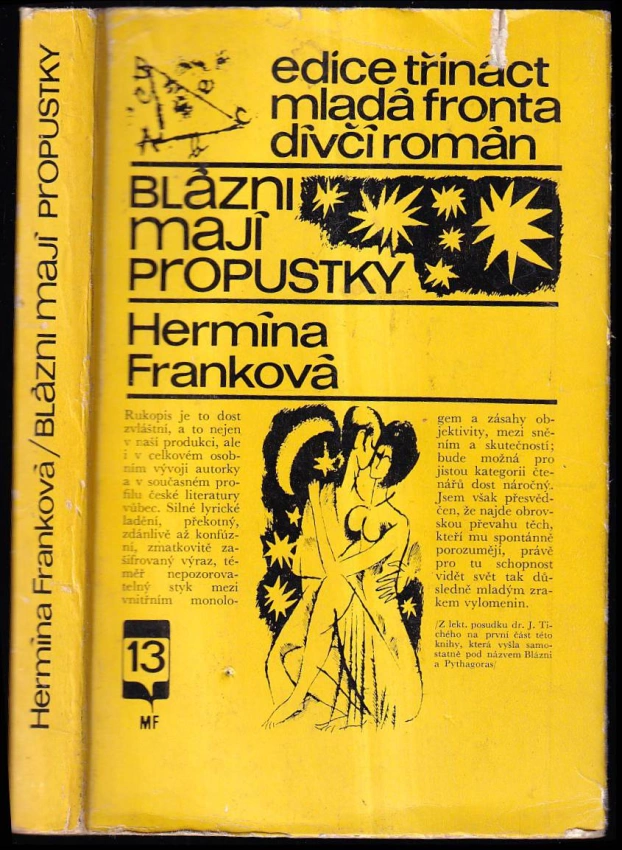 Hermína Franková/BLÁZNI mají PrOPUSTKY
edice třináct
mladá fronta
dívčí román
BLÁZNI
mají
PrOPUSTKY
Hermína
Franková
Rukopis je to dost
zvláštní, a to nejen
v naší produkci, ale
i v celkovém osob-
ním vývoji autorky
a v současném pro-
filu české literatury
vůbec. Silné lyrické
ladění, překotný,
zdánlivě až konfúz-
ní, zmatkovitě za-
šifrovaný výraz, té-
měř nepozorova-
telný styk mezi
vnitřním monolo-
gem a zásahy ob-
jektivity, mezi sně-
ním a skutečností;
bude možná pro
jistou kategorii čte-
nářů dost náročný.
Jsem však přesvěd-
čen, že najde obrov-
skou převahu těch,
kteří mu spontánně
porozumějí, právě
pro tu schopnost
vidět svět tak dů-
sledně mladým zra-
kem vylomenin.
/Z lekt. posudku dr. J. Ti-
chého na první část této
knihy, která vyšla samo-
statně pod názvem Blázni
a Pythagoras/
13
MF